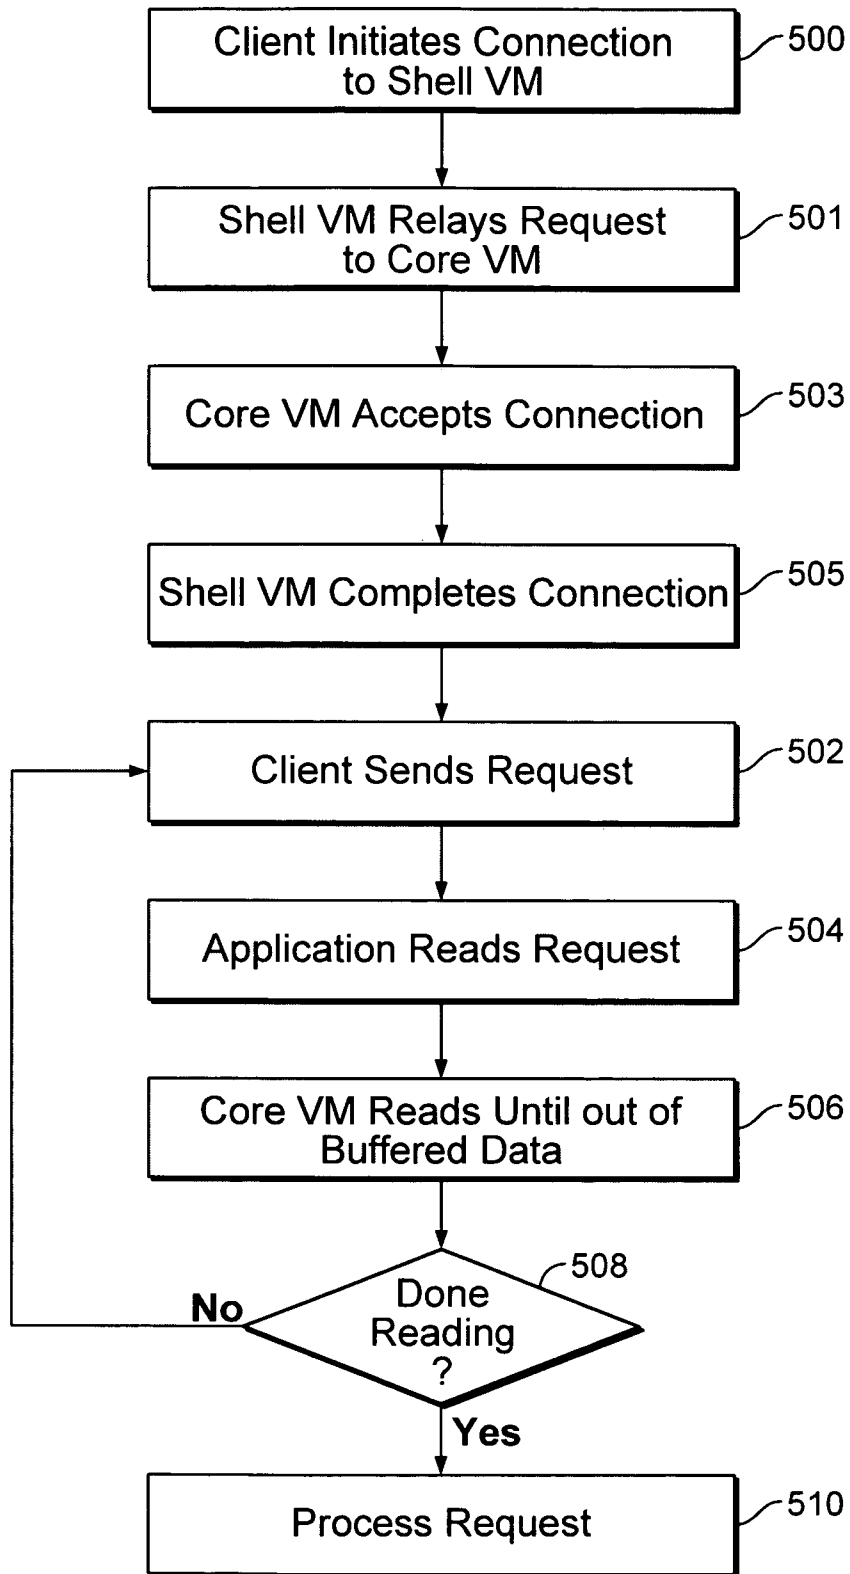 Client Initiates Connection
to Shell VM
500
Shell VM Relays Request
to Core VM
501
Core VM Accepts Connection
503
Shell VM Completes Connection
505
Client Sends Request
502
Application Reads Request
504
Core VM Reads Until out of
Buffered Data
506
Done
Reading
?
508
No
Yes
Process Request
510